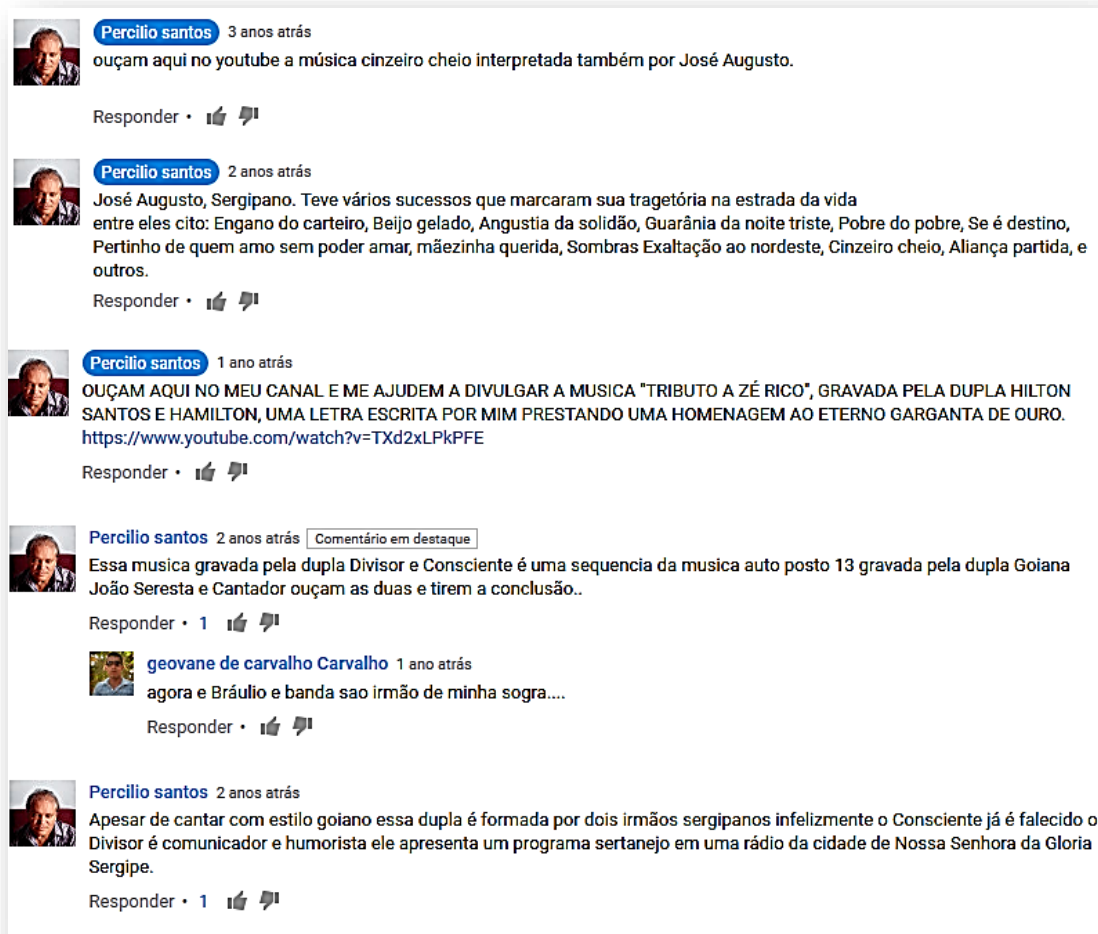 Percilio santos 3 anos atrás
ouçam aqui no youtube a música cinzeiro cheio interpretada também por José Augusto.
Responder •
Percilio santos 2 anos atrás
José Augusto, Sergipano. Teve vários sucessos que marcaram sua tragetória na estrada da vida
entre eles cito: Engano do carteiro, Beijo gelado, Angustia da solidão, Guarânia da noite triste, Pobre do pobre, Se é destino,
Pertinho de quem amo sem poder amar, mãezinha querida, Sombras Exaltação ao nordeste, Cinzeiro cheio, Aliança partida, e
outros.
Responder •
Percilio santos 1 ano atrás
OUÇAM AQUI NO MEU CANAL E ME AJUDEM A DIVULGAR A MUSICA "TRIBUTO A ZÉ RICO", GRAVADA PELA DUPLA HILTON
SANTOS E HAMILTON, UMA LETRA ESCRITA POR MIM PRESTANDO UMA HOMENAGEM AO ETERNO GARGANTA DE OURO.
https://www.youtube.com/watch?v=TXd2xLPkPFE
Responder •
Percilio santos 2 anos atrás Comentário em destaque
Essa musica gravada pela dupla Divisor e Consciente é uma sequencia da musica auto posto 13 gravada pela dupla Goiana
João Seresta e Cantador ouçam as duas e tirem a conclusão..
Responder • 1
geovane de carvalho Carvalho 1 ano atrás
agora e Bráulio e banda sao irmão de minha sogra....
Responder •
Percilio santos 2 anos atrás
Apesar de cantar com estilo goiano essa dupla é formada por dois irmãos sergipanos infelizmente o Consciente já é falecido o
Divisor é comunicador e humorista ele apresenta um programa sertanejo em uma rádio da cidade de Nossa Senhora da Gloria
Sergipe.
Responder • 1